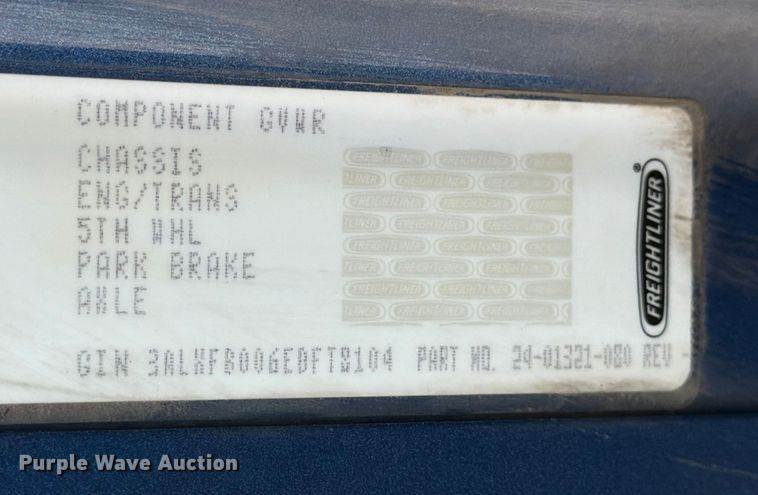 COMPONENT GVWR
CHASSIS
ENG/TRANS
5TH WHL
PARK BRAKE
AXLE
FREIGHTLINER
FREIGHTLINER®
GIN PART NO. 24-01321-080 REV -
Purple Wave Auction